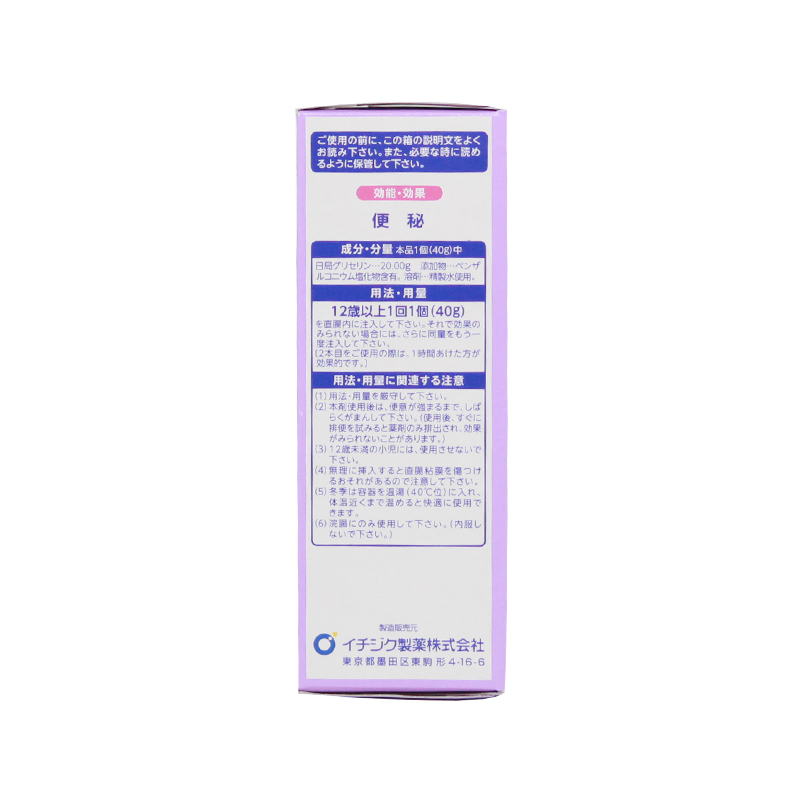 ご使用の前に、この箱の説明文をよく
お読み下さい。また、必要な時に読め
るように保管して下さい。
効能・効果
便 秘
成分・分量 本品1個(40g)中
日局グリセリン…20.00g 添加物…ベンザ
ルコニウム塩化物含有。溶剤…精製水使用。
用法・用量
12歳以上1回1個(40g)
を直腸内に注入して下さい。それで効果の
みられない場合には、さらに同量をもう一
度注入して下さい。
(2本目をご使用の際は、1時間あけた方が
効果的です。)
用法・用量に関連する注意
(1)用法・用量を厳守して下さい。
(2)本剤使用後は、便意が強まるまで、しば
らくがまんして下さい。(使用後、すぐに
排便を試みると薬剤のみ排出され、効果
がみられないことがあります。)
(3)12歳未満の小児には、使用させないで
下さい。
(4)無理に挿入すると直腸粘膜を傷つけ
るおそれがあるので注意して下さい。
(5)冬季は容器を温湯(40℃位)に入れ、
体温近くまで温めると快適に使用で
きます。
(6)浣腸にのみ使用して下さい。(内服し
ないで下さい。)
製造販売元
イチジク製薬株式会社
東京都墨田区東駒形4-16-6